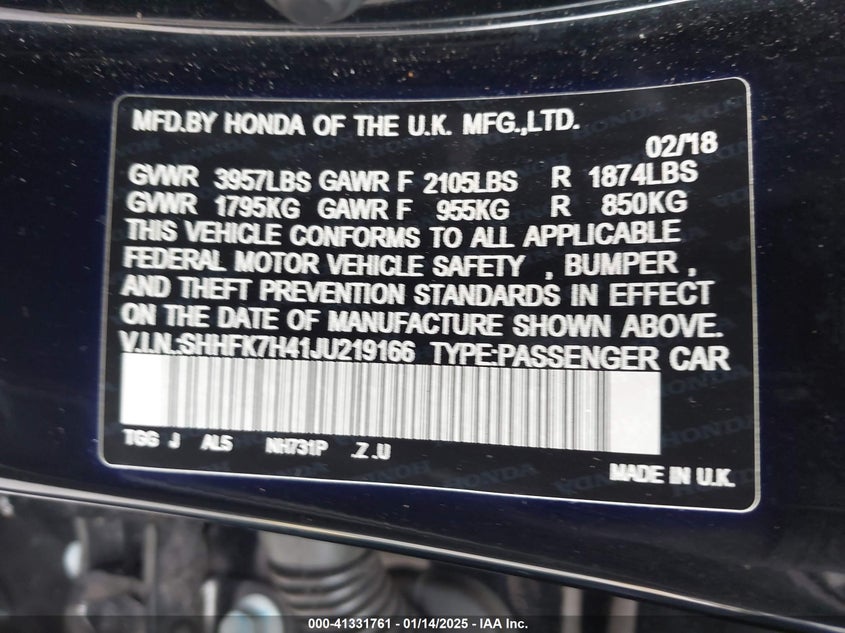 MFD.BY HONDA OF THE U.K. MFG.,LTD.
02/18
GVWR 3957LBS GAWR F 2105LBS R 1874LBS
GVWR 1795KG GAWR F 955KG R 850KG
THIS VEHICLE CONFORMS TO ALL APPLICABLE
FEDERAL MOTOR VEHICLE SAFETY , BUMPER ,
AND THEFT PREVENTION STANDARDS IN EFFECT
ON THE DATE OF MANUFACTURE SHOWN ABOVE.
V.I.N.:SHHFK7H41JU219166 TYPE:PASSENGER CAR
TGG J AL5 NH731P .Z .U
MADE IN U.K.
000-41331761 - 01/14/2025 - IAA Inc.